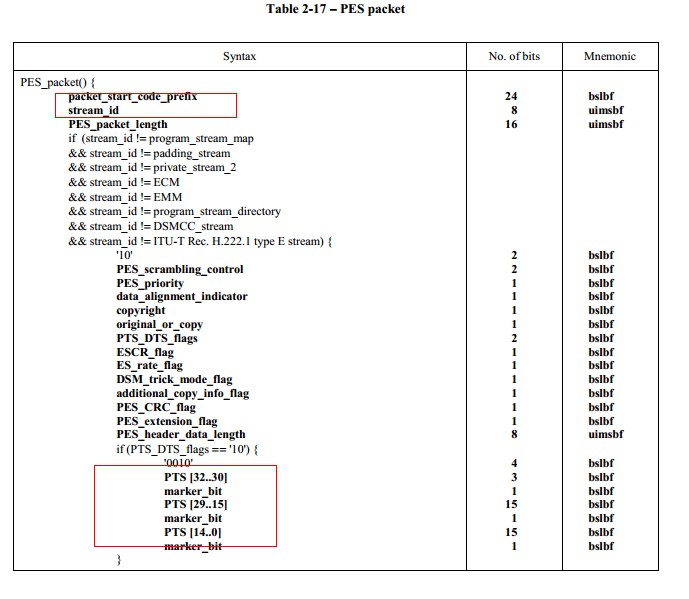 Table 2-17 – PES packet
Syntax No. of bits Mnemonic
PES_packet() {
packet_start_code_prefix 24 bslbf
stream_id 8 uimsbf
PES_packet_length 16 uimsbf
if (stream_id != program_stream_map
&& stream_id != padding_stream
&& stream_id != private_stream_2
&& stream_id != ECM
&& stream_id != EMM
&& stream_id != program_stream_directory
&& stream_id != DSMCC_stream
&& stream_id != ITU-T Rec. H.222.1 type E stream) {
'10' 2 bslbf
PES_scrambling_control 2 bslbf
PES_priority 1 bslbf
data_alignment_indicator 1 bslbf
copyright 1 bslbf
original_or_copy 1 bslbf
PTS_DTS_flags 2 bslbf
ESCR_flag 1 bslbf
ES_rate_flag 1 bslbf
DSM_trick_mode_flag 1 bslbf
additional_copy_info_flag 1 bslbf
PES_CRC_flag 1 bslbf
PES_extension_flag 1 bslbf
PES_header_data_length 8 uimsbf
if (PTS_DTS_flags == '10') {
'0010' 4 bslbf
PTS [32..30] 3 bslbf
marker_bit 1 bslbf
PTS [29..15] 15 bslbf
marker_bit 1 bslbf
PTS [14..0] 15 bslbf
marker_bit 1 bslbf
}